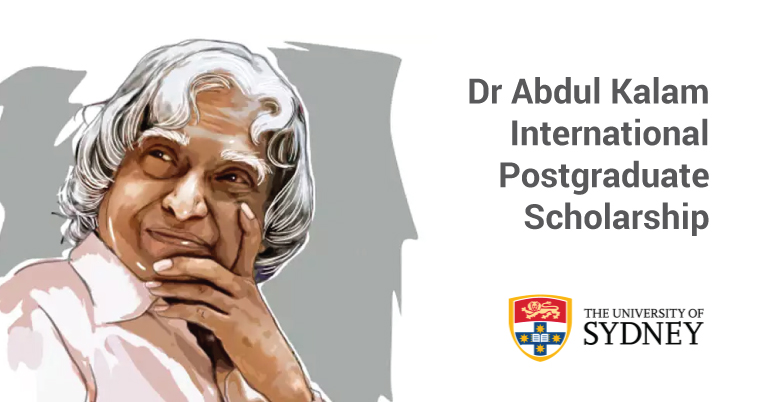 Dr Abdul Kalam
International
Postgraduate
Scholarship
THE UNIVERSITY OF
SYDNEY